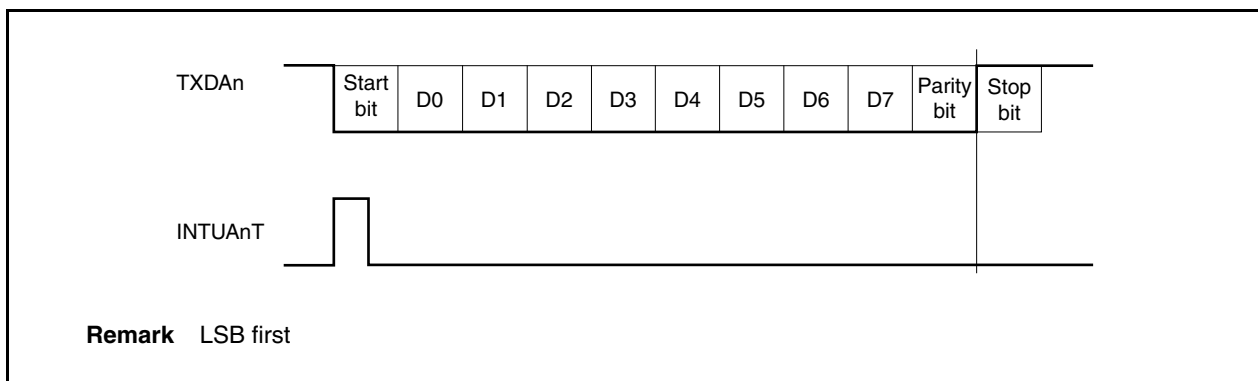 TXDAn
Start bit
D0
D1
D2
D3
D4
D5
D6
D7
Parity bit
Stop bit
INTUAnT
Remark LSB first